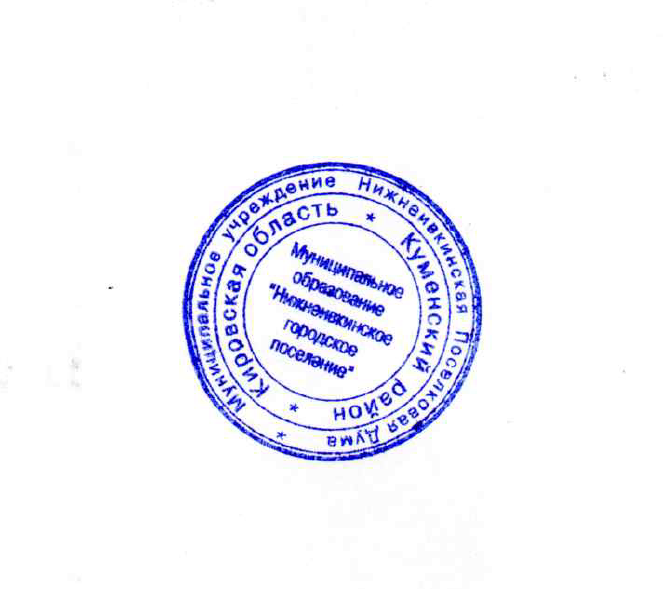 * Муниципальное учреждение Нижнеивкинская Поселковая Дума
* Кировская область * Куменский район
Муниципальное
образование
"Нижнеивкинское
городское
поселение"